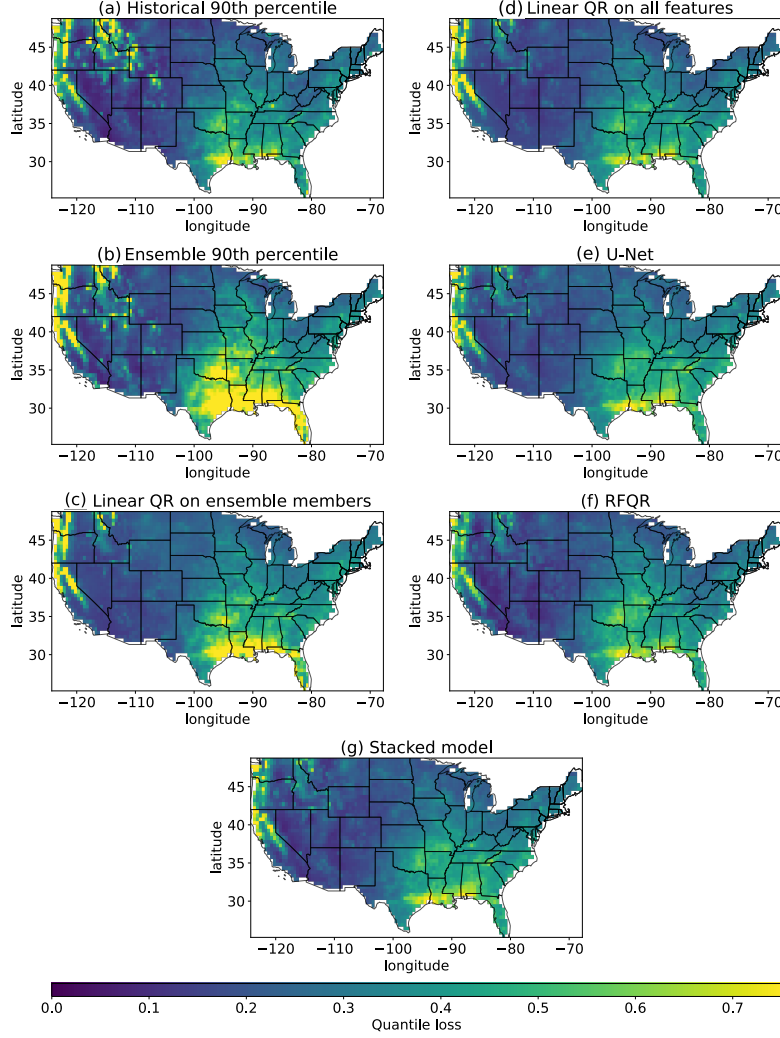 (a) Historical 90th percentile
45
40
35
30
latitude
−120 −110 −100 −90 −80 −70
longitude
(d) Linear QR on all features
45
40
35
30
latitude
−120 −110 −100 −90 −80 −70
longitude
(b) Ensemble 90th percentile
45
40
35
30
latitude
−120 −110 −100 −90 −80 −70
longitude
(e) U-Net
45
40
35
30
latitude
−120 −110 −100 −90 −80 −70
longitude
(c) Linear QR on ensemble members
45
40
35
30
latitude
−120 −110 −100 −90 −80 −70
longitude
(f) RFQR
45
40
35
30
latitude
−120 −110 −100 −90 −80 −70
longitude
(g) Stacked model
45
40
35
30
latitude
−120 −110 −100 −90 −80 −70
longitude
0.0 0.1 0.2 0.3 0.4 0.5 0.6 0.7
Quantile loss